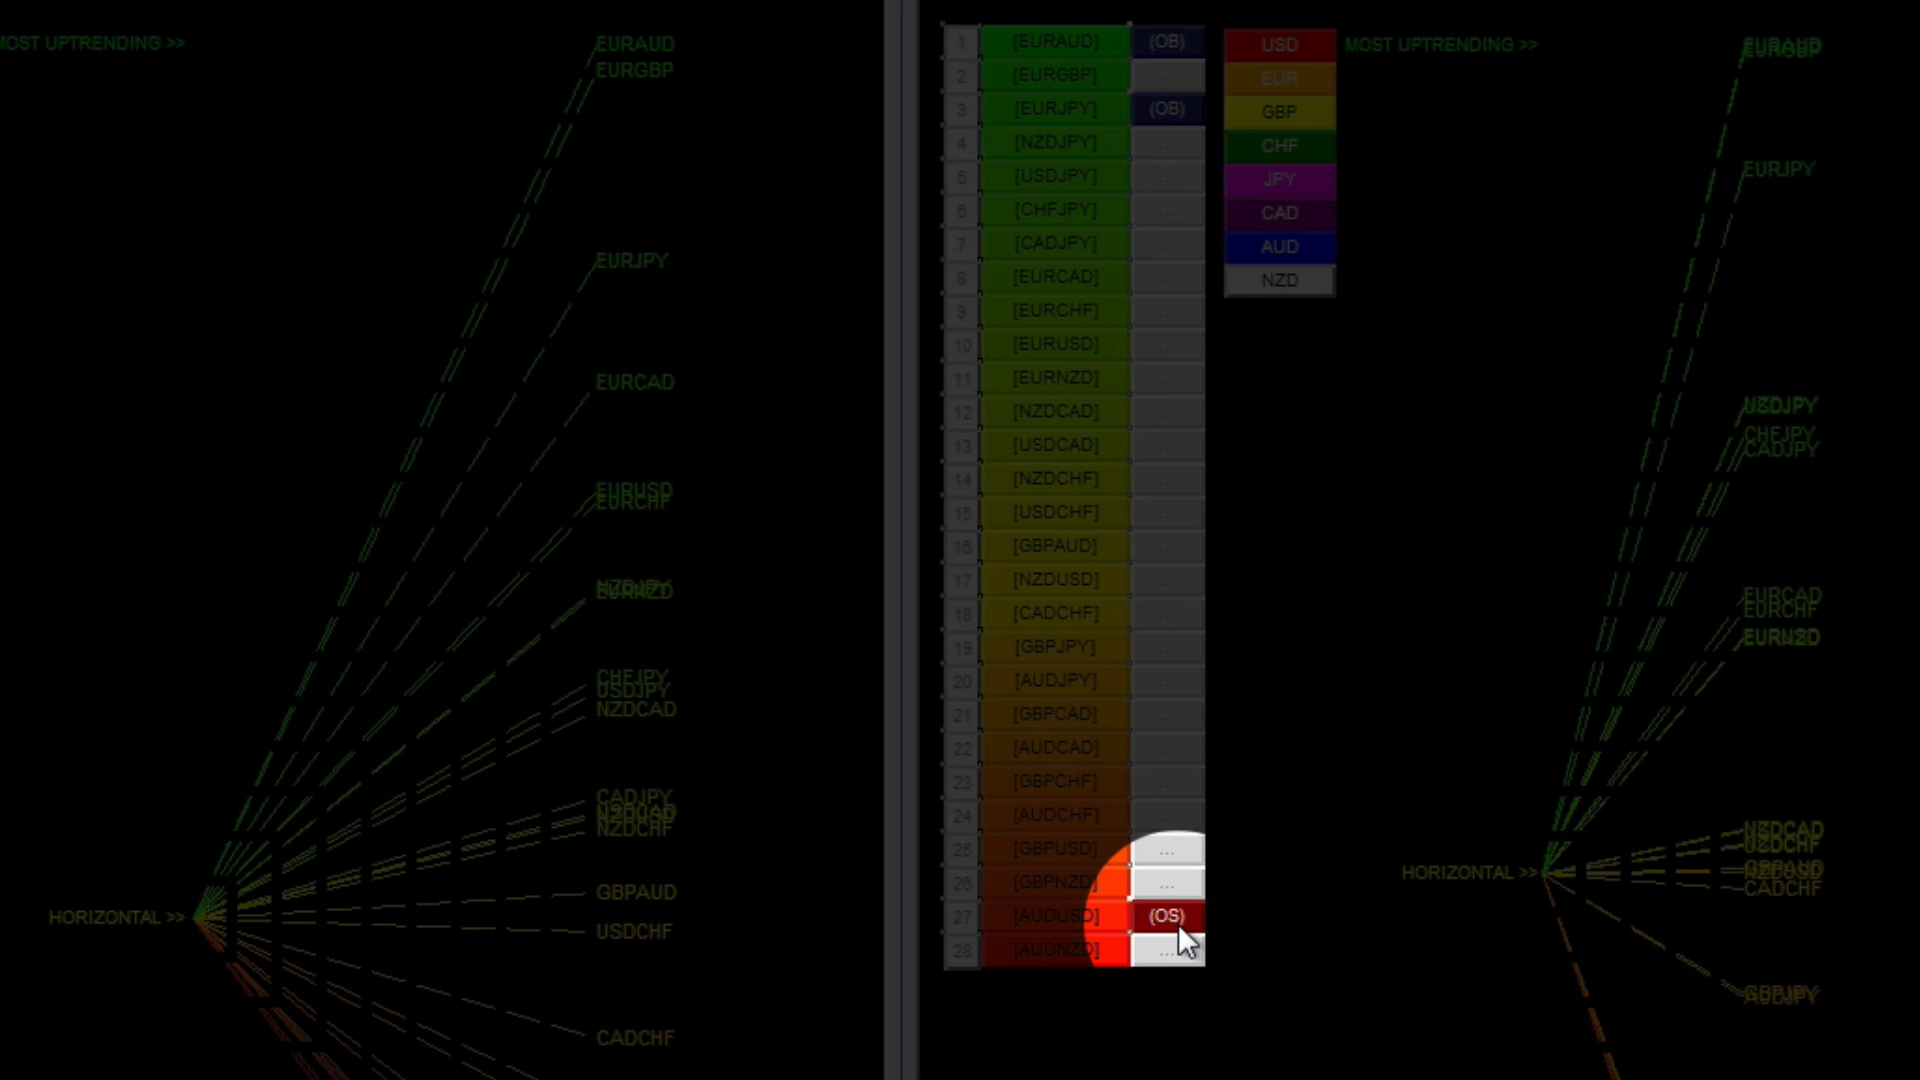 MOST UPTRENDING >>
EURAUD
EURGBP
EURJPY
EURCAD
EURUSD
EURCHF
EURNZD
CHFJPY
USDJPY
NZDCAD
CADJPY
NZDCHF
GBPAUD
HORIZONTAL >>
USDCHF
CADCHF
1 [EURAUD] (OB)
2 [EURGBP] ...
3 [EURJPY] (OB)
4 [NZDJPY] ...
5 [USDJPY] ...
6 [CHFJPY] ...
7 [CADJPY] ...
8 [EURCAD] ...
9 [EURCHF] ...
10 [EURUSD] ...
11 [EURNZD] ...
12 [NZDCAD] ...
13 [USDCAD] ...
14 [NZDCHF] ...
15 [USDCHF] ...
16 [GBPAUD] ...
17 [NZDUSD] ...
18 [CADCHF] ...
19 [GBPJPY] ...
20 [AUDJPY] ...
21 [GBPCAD] ...
22 [AUDCAD] ...
23 [GBPCHF] ...
24 [AUDCHF] ...
25 [GBPUSD] ...
26 [GBPNZD] ...
27 [AUDUSD] (OS)
28 [AUDNZD] ...
USD
EUR
GBP
CHF
JPY
CAD
AUD
NZD
MOST UPTRENDING >>
EURAUD
EURJPY
CHFJPY
CADJPY
EURCAD
EURCHF
NZDCAD
USDCHF
HORIZONTAL >>
CADCHF